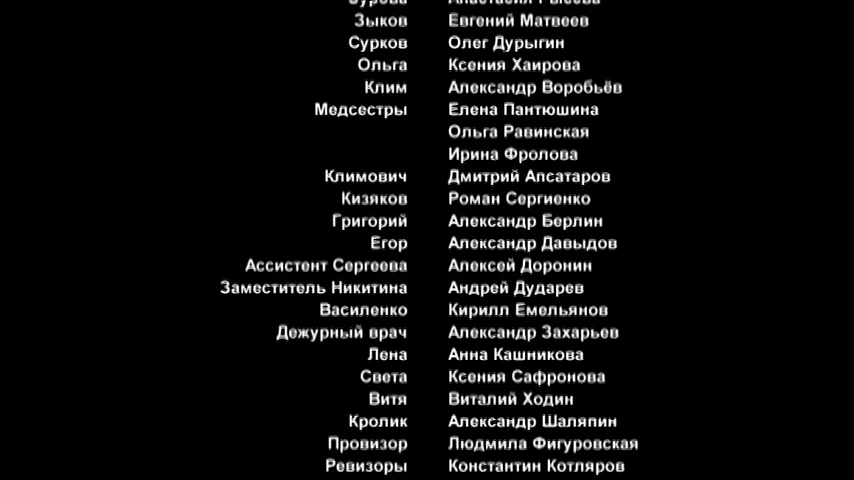 Зыков Евгений Матвеев
Сурков Олег Дурыгин
Ольга Ксения Хаирова
Клим Александр Воробьёв
Медсестры Елена Пантюшина
Ольга Равинская
Ирина Фролова
Климович Дмитрий Апсатаров
Кизяков Роман Сергиенко
Григорий Александр Берлин
Егор Александр Давыдов
Ассистент Сергеева Алексей Доронин
Заместитель Никитина Андрей Дударев
Василенко Кирилл Емельянов
Дежурный врач Александр Захарьев
Лена Анна Кашникова
Света Ксения Сафронова
Витя Виталий Ходин
Кролик Александр Шаляпин
Провизор Людмила Фигуровская
Ревизоры Константин Котляров